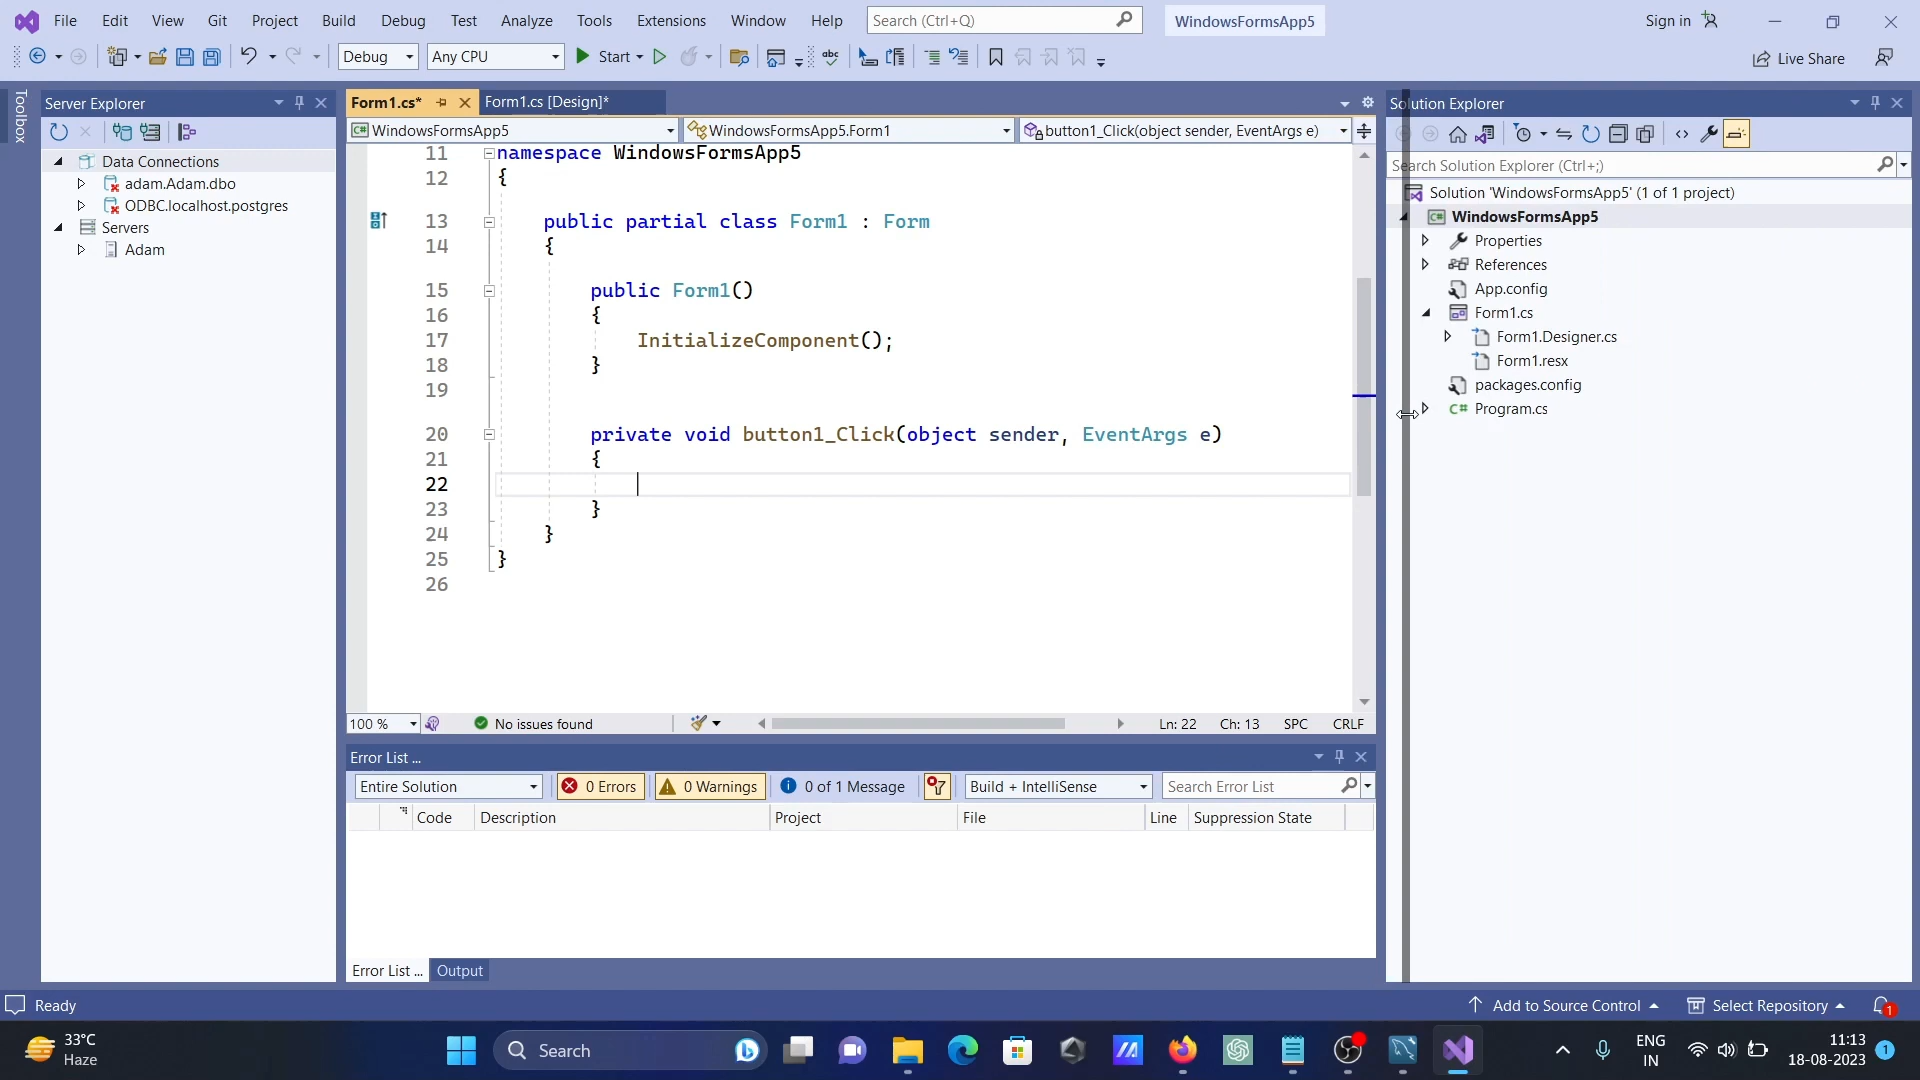 File Edit View Git Project Build Debug Test Analyze Tools Extensions Window Help Search (Ctrl+Q) WindowsFormsApp5 Sign in
Debug Any CPU Start abc Live Share
Toolbox
Server Explorer
Data Connections
adam.Adam.dbo
ODBC.localhost.postgres
Servers
Adam
Form1.cs* Form1.cs [Design]*
WindowsFormsApp5 WindowsFormsApp5.Form1 button1_Click(object sender, EventArgs e)
11 namespace WindowsFormsApp5
12 {
13 public partial class Form1 : Form
14 {
15 public Form1()
16 {
17 InitializeComponent();
18 }
19
20 private void button1_Click(object sender, EventArgs e)
21 {
22
23 }
24 }
25 }
26
100 % No issues found Ln: 22 Ch: 13 SPC CRLF
Error List ...
Entire Solution 0 Errors 0 Warnings 0 of 1 Message Build + IntelliSense Search Error List
Code Description Project File Line Suppression State
Error List ... Output
Solution Explorer
Search Solution Explorer (Ctrl+;)
Solution 'WindowsFormsApp5' (1 of 1 project)
C# WindowsFormsApp5
Properties
References
App.config
Form1.cs
Form1.Designer.cs
Form1.resx
packages.config
C# Program.cs
Ready Add to Source Control Select Repository 1
33°C
Haze
Search
ENG
IN
11:13
18-08-2023
1